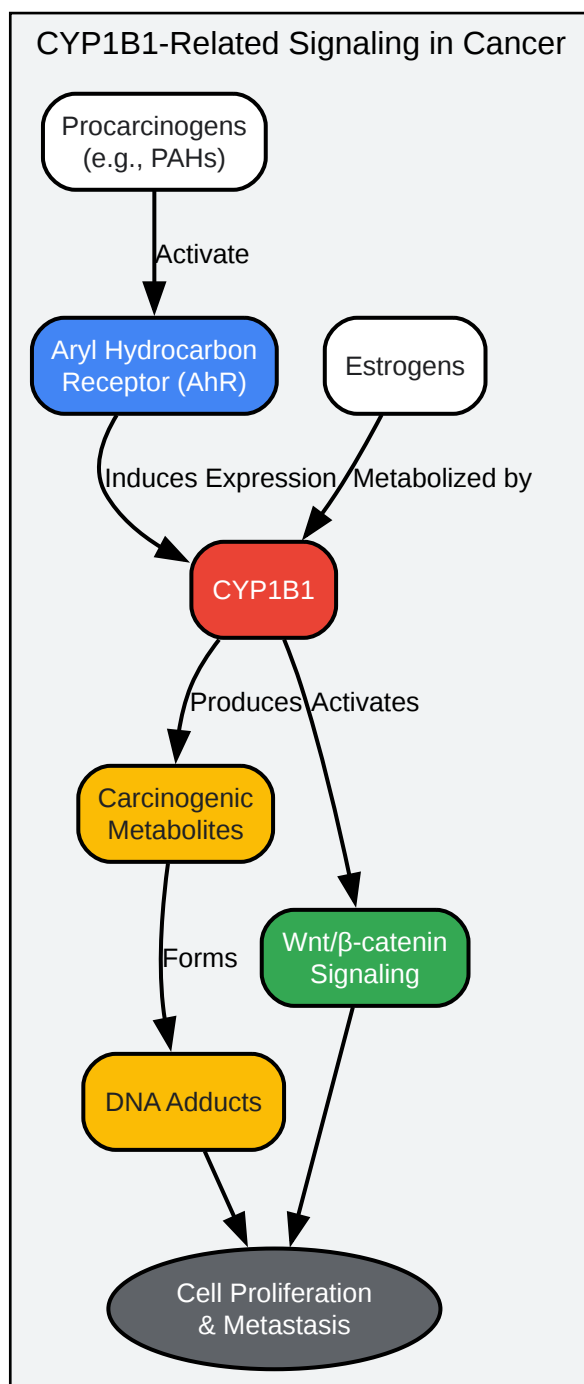 CYP1B1-Related Signaling in Cancer
Procarcinogens
(e.g., PAHs)
Activate
Aryl Hydrocarbon
Receptor (AhR)
Estrogens
Induces Expression
Metabolized by
CYP1B1
Produces
Activates
Carcinogenic
Metabolites
Wnt/β-catenin
Signaling
Forms
DNA Adducts
Cell Proliferation
& Metastasis